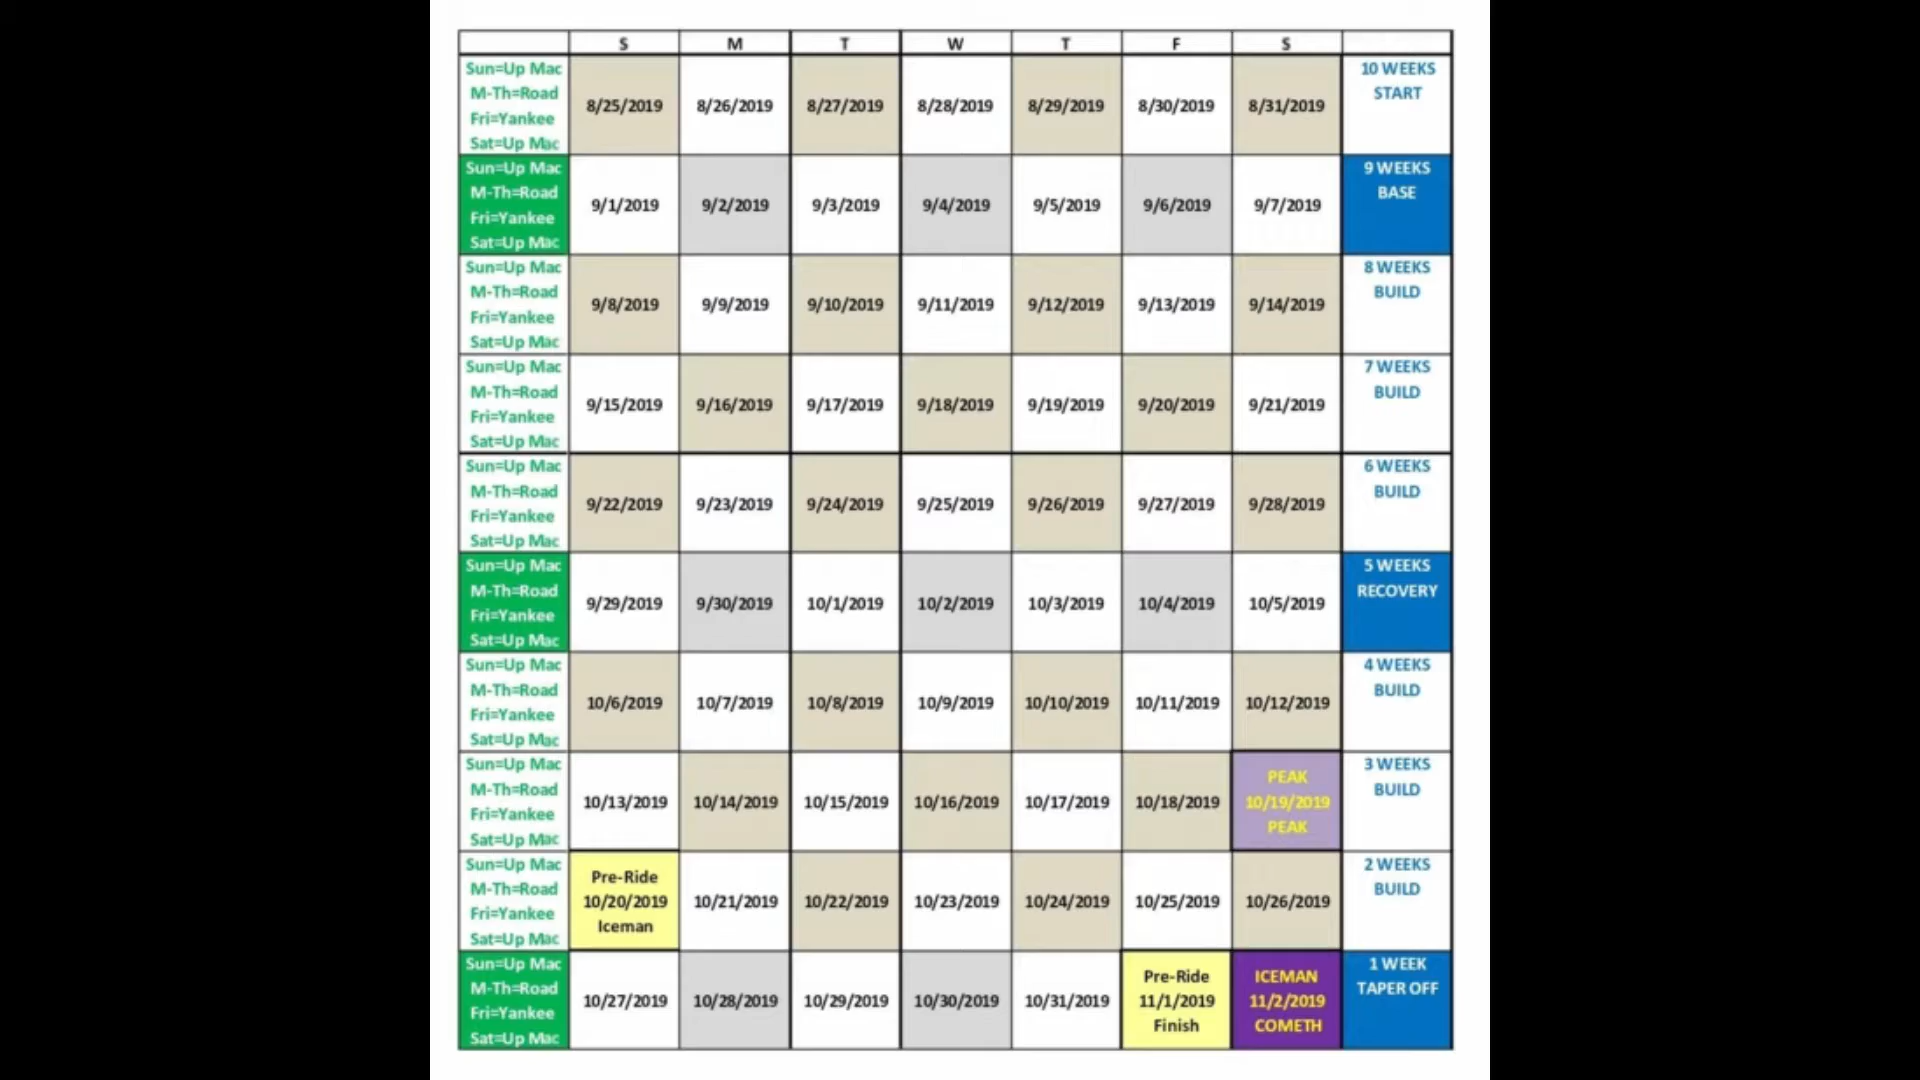 S M T W T F S
Sun=Up Mac
M-Th=Road
Fri=Yankee
Sat=Up Mac
8/25/2019 8/26/2019 8/27/2019 8/28/2019 8/29/2019 8/30/2019 8/31/2019
10 WEEKS
START
Sun=Up Mac
M-Th=Road
Fri=Yankee
Sat=Up Mac
9/1/2019 9/2/2019 9/3/2019 9/4/2019 9/5/2019 9/6/2019 9/7/2019
9 WEEKS
BASE
Sun=Up Mac
M-Th=Road
Fri=Yankee
Sat=Up Mac
9/8/2019 9/9/2019 9/10/2019 9/11/2019 9/12/2019 9/13/2019 9/14/2019
8 WEEKS
BUILD
Sun=Up Mac
M-Th=Road
Fri=Yankee
Sat=Up Mac
9/15/2019 9/16/2019 9/17/2019 9/18/2019 9/19/2019 9/20/2019 9/21/2019
7 WEEKS
BUILD
Sun=Up Mac
M-Th=Road
Fri=Yankee
Sat=Up Mac
9/22/2019 9/23/2019 9/24/2019 9/25/2019 9/26/2019 9/27/2019 9/28/2019
6 WEEKS
BUILD
Sun=Up Mac
M-Th=Road
Fri=Yankee
Sat=Up Mac
9/29/2019 9/30/2019 10/1/2019 10/2/2019 10/3/2019 10/4/2019 10/5/2019
5 WEEKS
RECOVERY
Sun=Up Mac
M-Th=Road
Fri=Yankee
Sat=Up Mac
10/6/2019 10/7/2019 10/8/2019 10/9/2019 10/10/2019 10/11/2019 10/12/2019
4 WEEKS
BUILD
Sun=Up Mac
M-Th=Road
Fri=Yankee
Sat=Up Mac
10/13/2019 10/14/2019 10/15/2019 10/16/2019 10/17/2019 10/18/2019
PEAK
10/19/2019
PEAK
3 WEEKS
BUILD
Sun=Up Mac
M-Th=Road
Fri=Yankee
Sat=Up Mac
Pre-Ride
10/20/2019
Iceman
10/21/2019 10/22/2019 10/23/2019 10/24/2019 10/25/2019 10/26/2019
2 WEEKS
BUILD
Sun=Up Mac
M-Th=Road
Fri=Yankee
Sat=Up Mac
10/27/2019 10/28/2019 10/29/2019 10/30/2019 10/31/2019
Pre-Ride
11/1/2019
Finish
ICEMAN
11/2/2019
COMETH
1 WEEK
TAPER OFF